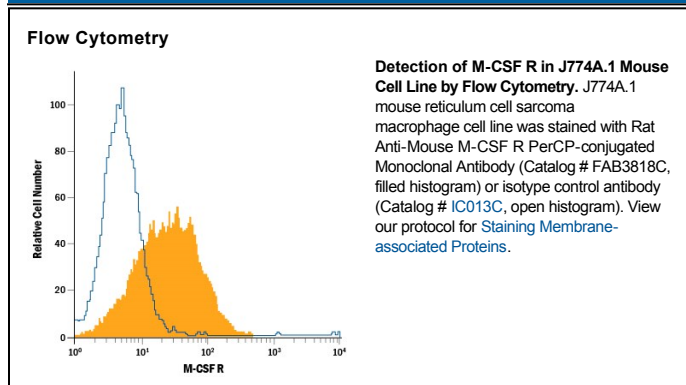 Flow Cytometry
Relative Cell Number
100
80
60
40
20
0
10⁰ 10¹ 10² 10³ 10⁴
M-CSF R
Detection of M-CSF R in J774A.1 Mouse
Cell Line by Flow Cytometry. J774A.1
mouse reticulum cell sarcoma
macrophage cell line was stained with Rat
Anti-Mouse M-CSF R PerCP-conjugated
Monoclonal Antibody (Catalog # FAB3818C,
filled histogram) or isotype control antibody
(Catalog # IC013C, open histogram). View
our protocol for Staining Membrane-
associated Proteins.